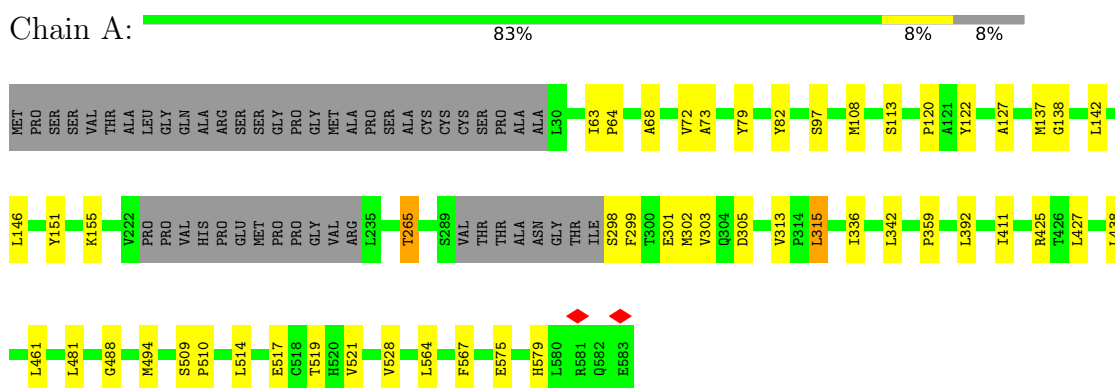 Chain A:
83% 8% 8%
MET PRO SER SER VAL THR ALA LEU GLY GLN ALA ARG SER SER GLY PRO GLY MET ALA PRO SER ALA CYS CYS CYS SER PRO ALA ALA L30 I63 P64 A68 V72 A73 Y79 Y82 S97 M108 S113 P120 A121 Y122 A127 M137 G138 L142
L146 Y151 K155 V222 PRO PRO VAL HIS PRO GLU MET PRO PRO GLY VAL ARG L235 T265 S289 VAL THR THR ALA ASN GLY THR ILE S298 F299 T300 E301 M302 V303 Q304 D305 V313 P314 L315 I336 L342 P359 L392 I411 R425 T426 L427 L438
L461 L481 G488 M494 S509 P510 L514 E517 C518 T519 H520 V521 V528 L564 F567 E575 H579 L580 R581 Q582 E583